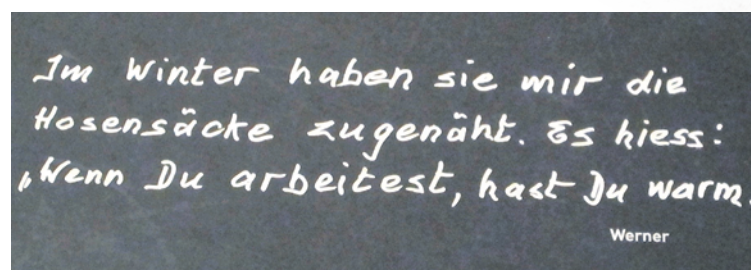 Im Winter haben sie mir die
Hosensäcke zugenäht. Es hiess:
„Wenn Du arbeitest, hast Du warm.
Werner